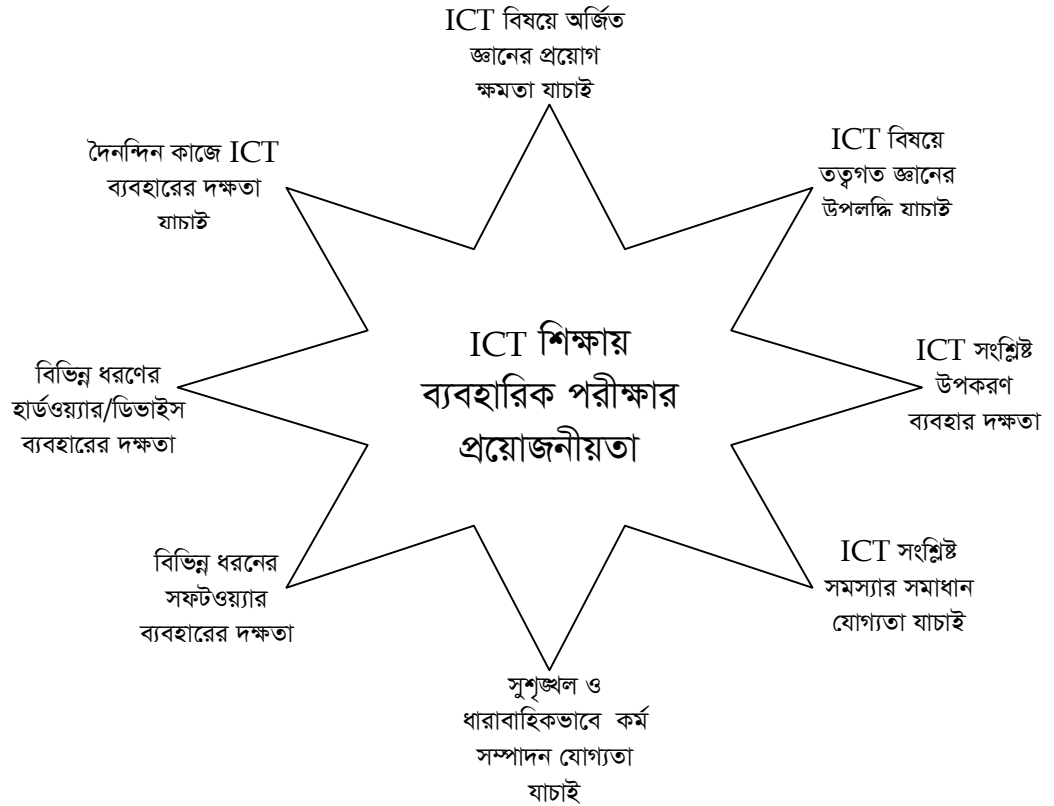 ICT বিষয়ে অর্জিত
জ্ঞানের প্রয়োগ
ক্ষমতা যাচাই
ICT বিষয়ে
তত্বগত জ্ঞানের
উপলদ্ধি যাচাই
ICT সংশ্লিষ্ট
উপকরণ
ব্যবহার দক্ষতা
ICT সংশ্লিষ্ট
সমস্যার সমাধান
যোগ্যতা যাচাই
সুশৃঙ্খল ও
ধারাবাহিকভাবে কর্ম
সম্পাদন যোগ্যতা
যাচাই
বিভিন্ন ধরনের
সফটওয়্যার
ব্যবহারের দক্ষতা
বিভিন্ন ধরণের
হার্ডওয়্যার/ডিভাইস
ব্যবহারের দক্ষতা
দৈনন্দিন কাজে ICT
ব্যবহারের দক্ষতা
যাচাই
ICT শিক্ষায়
ব্যবহারিক পরীক্ষার
প্রয়োজনীয়তা